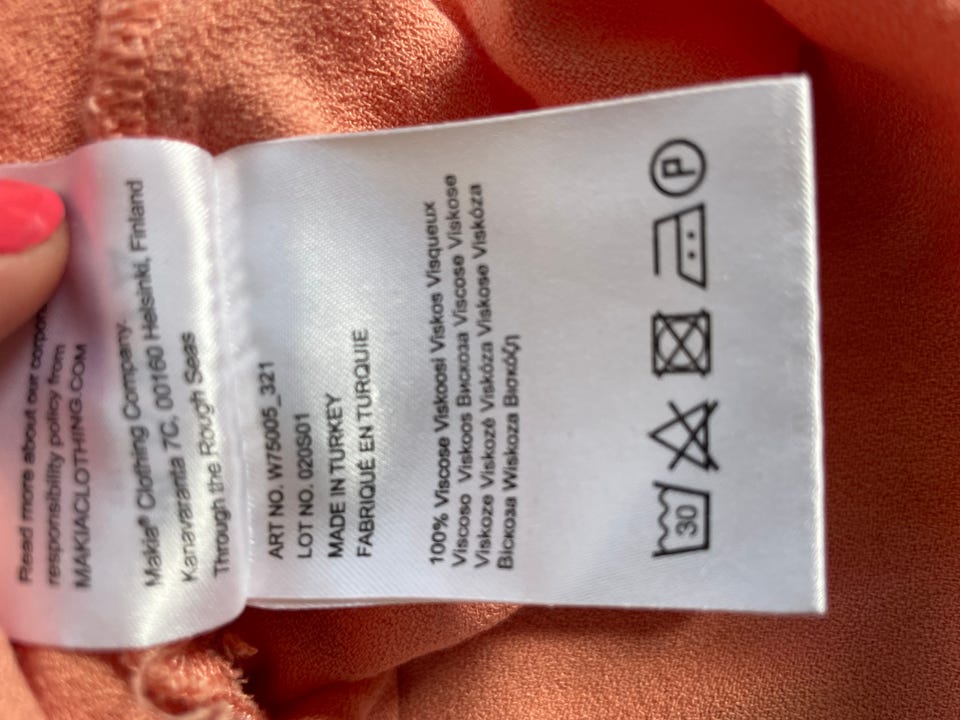 Read more about our
responsibility policy from
MAKIACLOTHING.COM
Makia® Clothing Company
Kanavaranta 7C, 00160 Helsinki, Finland
Through the Rough Seas
ART NO. W75005_321
LOT NO. 020S01
MADE IN TURKEY
FABRIQUÉ EN TURQUIE
100% Viscose Viskoosi Viskos Visqueux
Viscoso Viskoos Вискоза Viscose Viskose
Viskoze Viskozė Viskóza Viskose Viskóza
Віскоза Wiskoza Βισκόζη
30
P